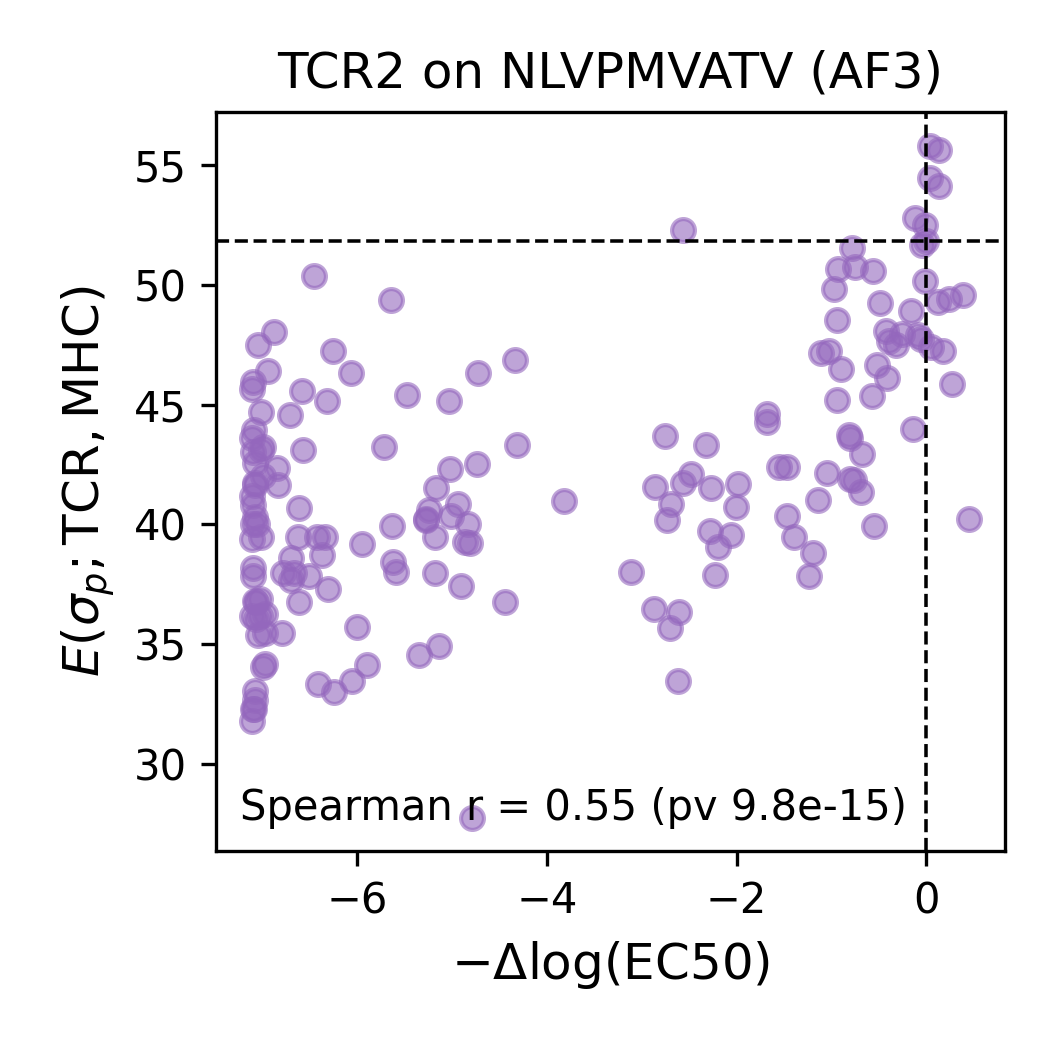 TCR2 on NLVPMVATV (AF3)
E(σₚ; TCR, MHC)
55
50
45
40
35
30
Spearman r = 0.55 (pv 9.8e-15)
−6 −4 −2 0
−Δlog(EC50)